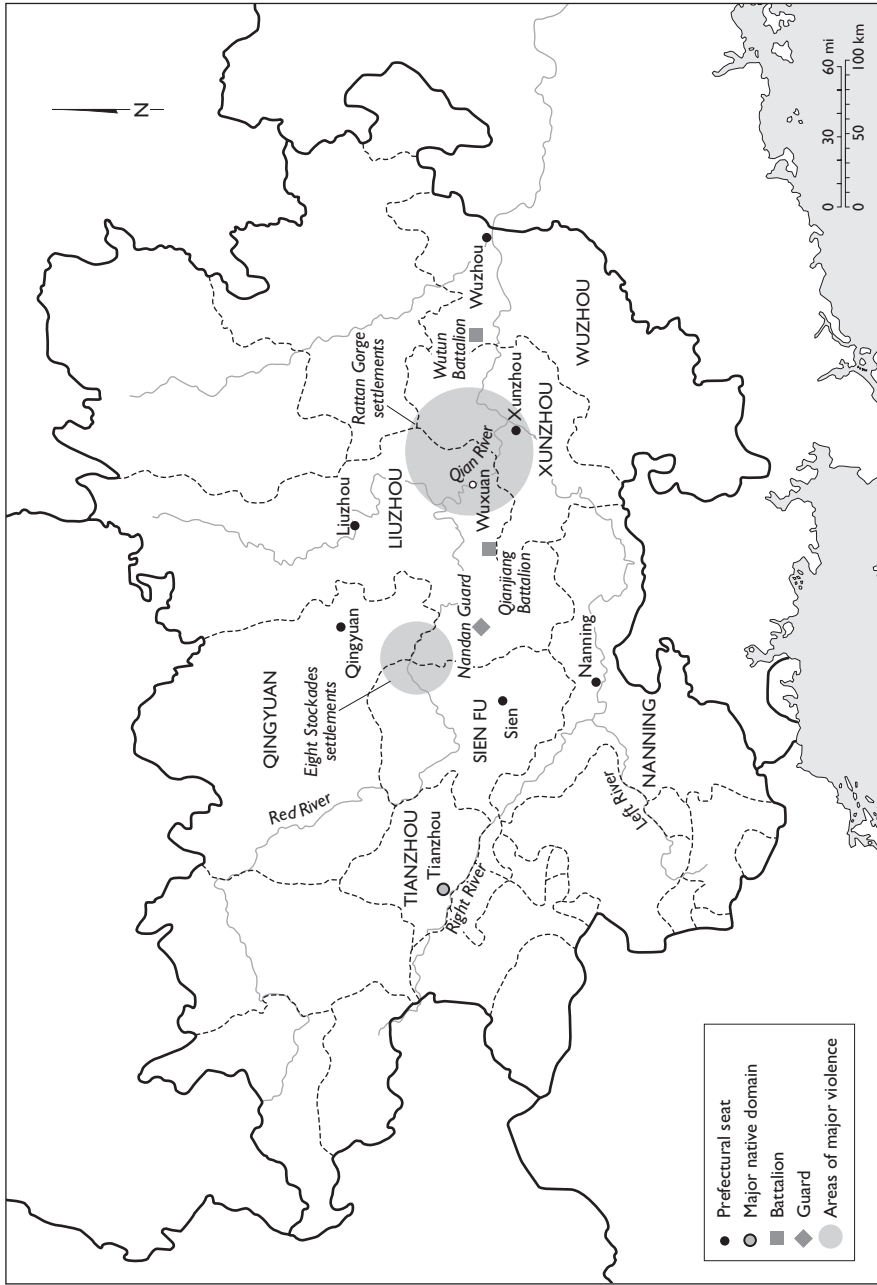 N
Rattan Gorge
settlements
Liuzhou
LIUZHOU
Qian River
Wuxuan
Xunzhou
XUNZHOU
Wutun
Battalion
Wuzhou
WUZHOU
QINGYUAN
Qingyuan
Eight Stockades
settlements
Nandan Guard
Qianjiang
Battalion
Red River
SIEN FU
Sien
TIANZHOU
Tianzhou
Right River
Nanning
NANNING
Left River
0 30 60 mi
0 50 100 km
Prefectural seat
Major native domain
Battalion
Guard
Areas of major violence